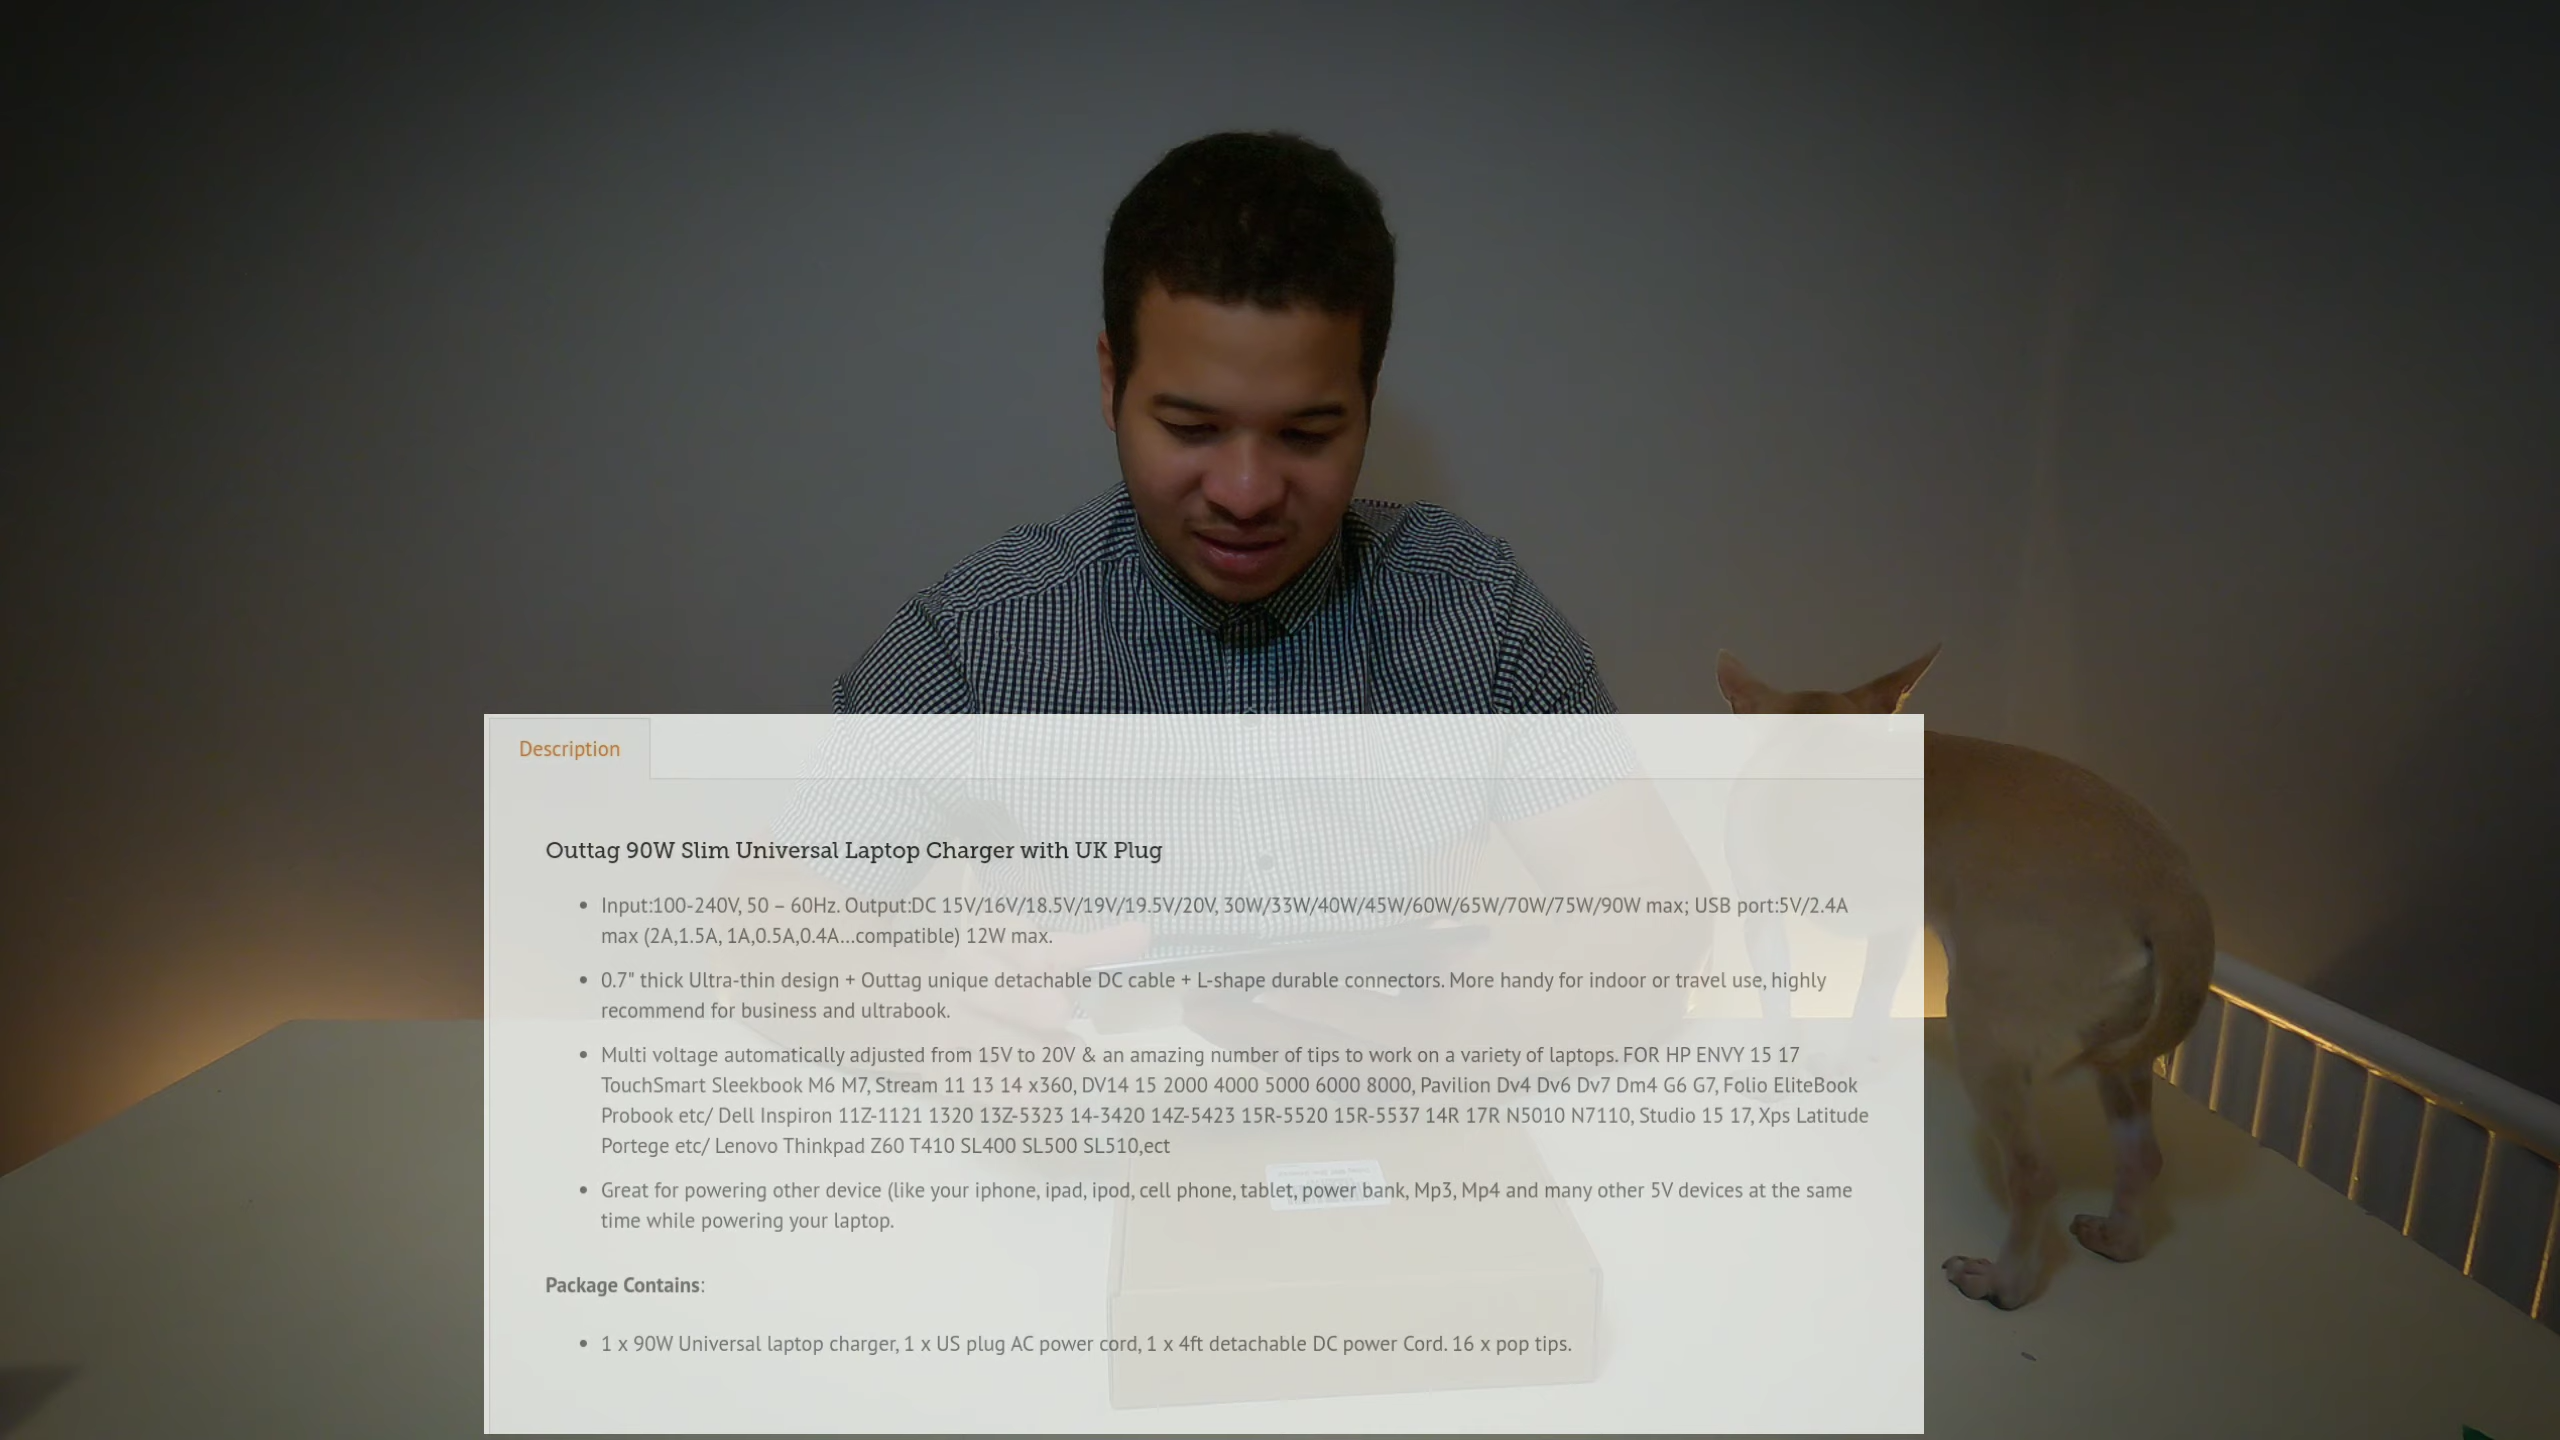 Description
Outtag 90W Slim Universal Laptop Charger with UK Plug
• Input:100-240V, 50 – 60Hz. Output:DC 15V/16V/18.5V/19V/19.5V/20V, 30W/33W/40W/45W/60W/65W/70W/75W/90W max; USB port:5V/2.4A
max (2A,1.5A, 1A,0.5A,0.4A...compatible) 12W max.
• 0.7" thick Ultra-thin design + Outtag unique detachable DC cable + L-shape durable connectors. More handy for indoor or travel use, highly
recommend for business and ultrabook.
• Multi voltage automatically adjusted from 15V to 20V & an amazing number of tips to work on a variety of laptops. FOR HP ENVY 15 17
TouchSmart Sleekbook M6 M7, Stream 11 13 14 x360, DV14 15 2000 4000 5000 6000 8000, Pavilion Dv4 Dv6 Dv7 Dm4 G6 G7, Folio EliteBook
Probook etc/ Dell Inspiron 11Z-1121 1320 13Z-5323 14-3420 14Z-5423 15R-5520 15R-5537 14R 17R N5010 N7110, Studio 15 17, Xps Latitude
Portege etc/ Lenovo Thinkpad Z60 T410 SL400 SL500 SL510,ect
• Great for powering other device (like your iphone, ipad, ipod, cell phone, tablet, power bank, Mp3, Mp4 and many other 5V devices at the same
time while powering your laptop.
Package Contains:
• 1 x 90W Universal laptop charger, 1 x US plug AC power cord, 1 x 4ft detachable DC power Cord. 16 x pop tips.